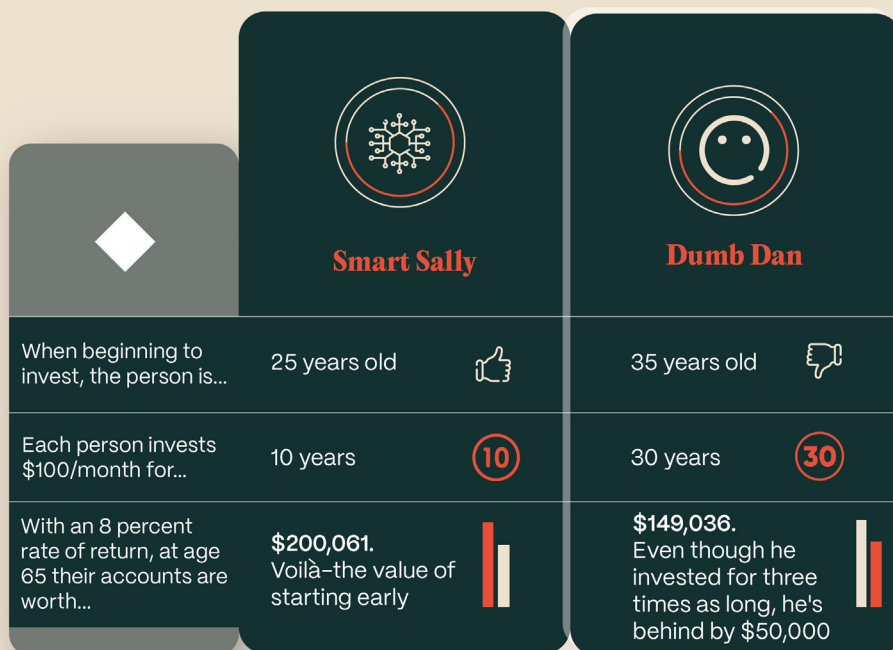 Smart Sally
Dumb Dan
When beginning to
invest, the person is...
25 years old
35 years old
Each person invests
$100/month for...
10 years
10
30 years
30
With an 8 percent
rate of return, at age
65 their accounts are
worth...
$200,061.
Voilà-the value of
starting early
$149,036.
Even though he
invested for three
times as long, he's
behind by $50,000